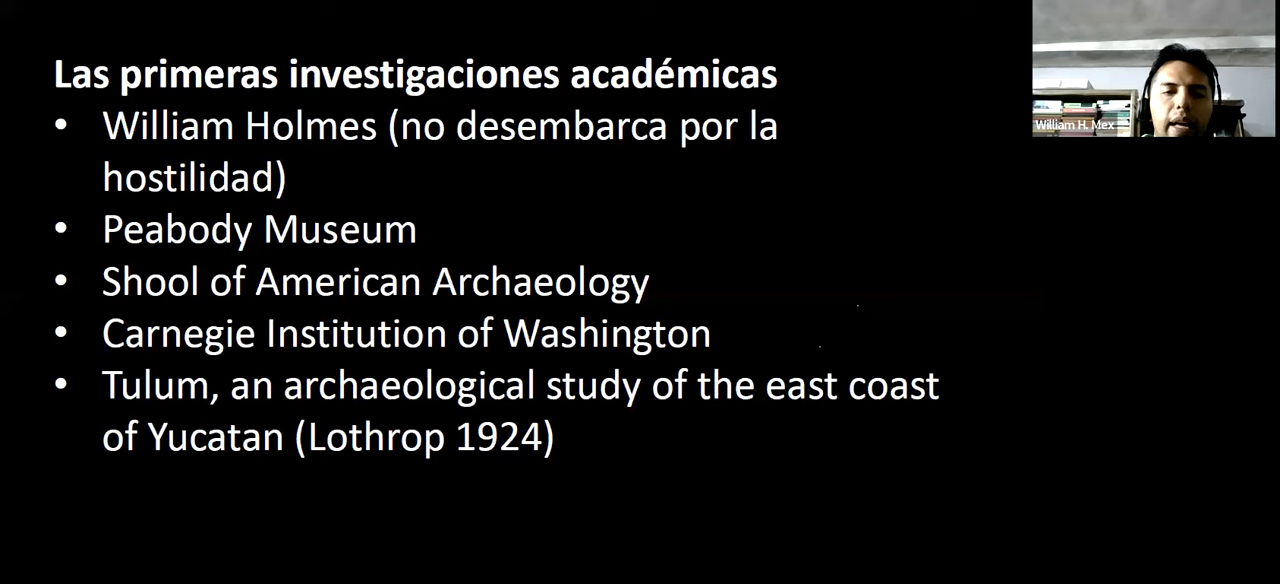 Las primeras investigaciones académicas
• William Holmes (no desembarca por la
hostilidad)
• Peabody Museum
• Shool of American Archaeology
• Carnegie Institution of Washington
• Tulum, an archaeological study of the east coast
of Yucatan (Lothrop 1924)
William H. Mex